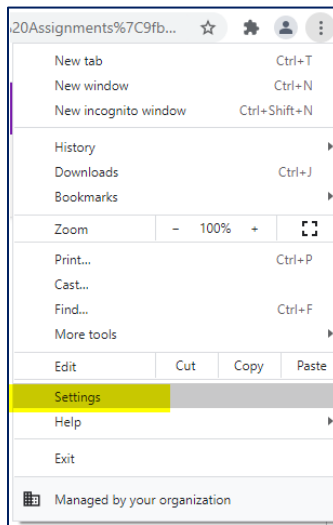 20Assignments%7C9fb...
New tab Ctrl+T
New window Ctrl+N
New incognito window Ctrl+Shift+N
History
Downloads Ctrl+J
Bookmarks
Zoom - 100% +
Print... Ctrl+P
Cast...
Find... Ctrl+F
More tools
Edit Cut Copy Paste
Settings
Help
Exit
Managed by your organization